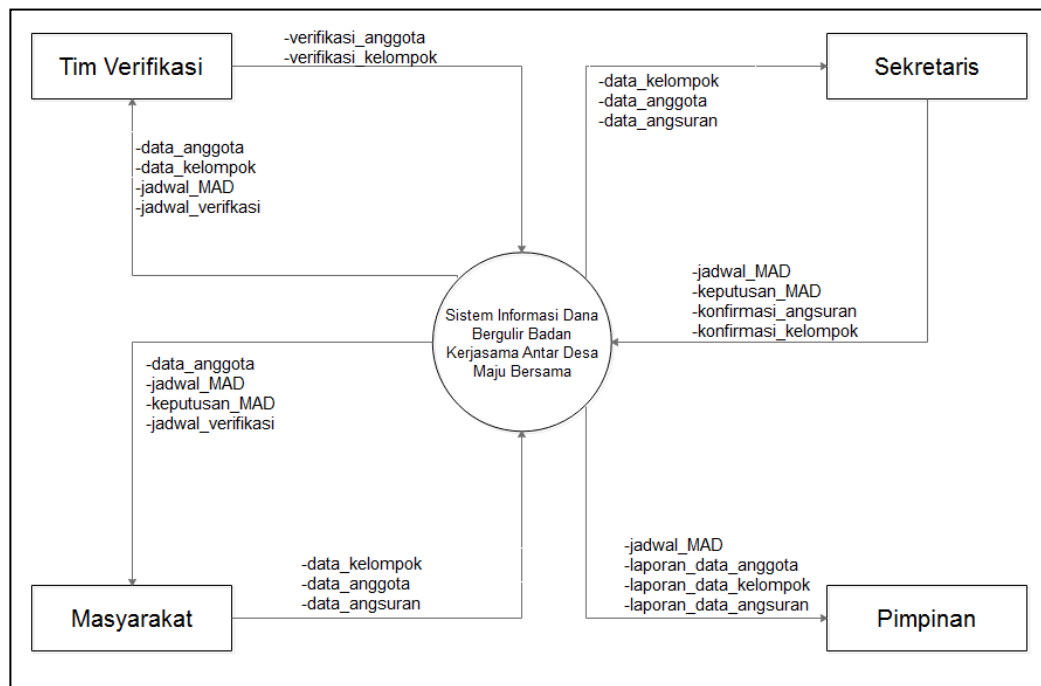 Tim Verifikasi
-verifikasi_anggota
-verifikasi_kelompok
Sekretaris
-data_kelompok
-data_anggota
-data_angsuran
-data_anggota
-data_kelompok
-jadwal_MAD
-jadwal_verifkasi
-jadwal_MAD
-keputusan_MAD
-konfirmasi_angsuran
-konfirmasi_kelompok
Sistem Informasi Dana
Bergulir Badan
Kerjasama Antar Desa
Maju Bersama
-data_anggota
-jadwal_MAD
-keputusan_MAD
-jadwal_verifikasi
Masyarakat
-data_kelompok
-data_anggota
-data_angsuran
-jadwal_MAD
-laporan_data_anggota
-laporan_data_kelompok
-laporan_data_angsuran
Pimpinan